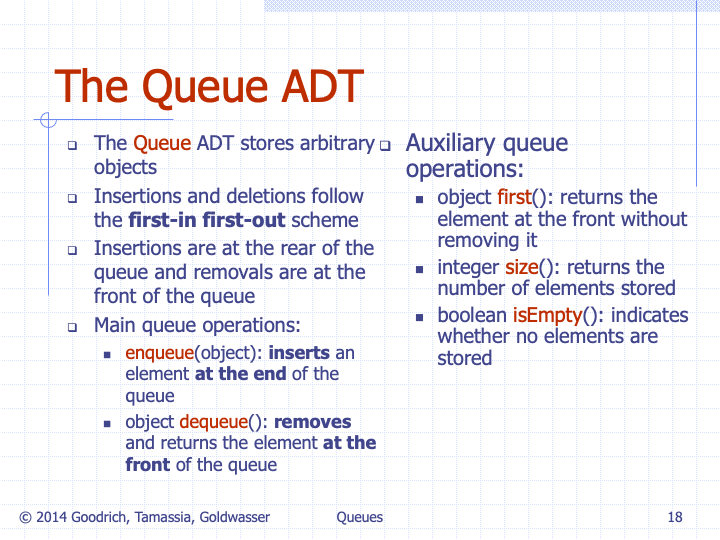 The Queue ADT
❑ The Queue ADT stores arbitrary
objects
❑ Insertions and deletions follow
the first-in first-out scheme
❑ Insertions are at the rear of the
queue and removals are at the
front of the queue
❑ Main queue operations:
■ enqueue(object): inserts an
element at the end of the
queue
■ object dequeue(): removes
and returns the element at the
front of the queue
❑ Auxiliary queue
operations:
■ object first(): returns the
element at the front without
removing it
■ integer size(): returns the
number of elements stored
■ boolean isEmpty(): indicates
whether no elements are
stored
© 2014 Goodrich, Tamassia, Goldwasser
Queues
18